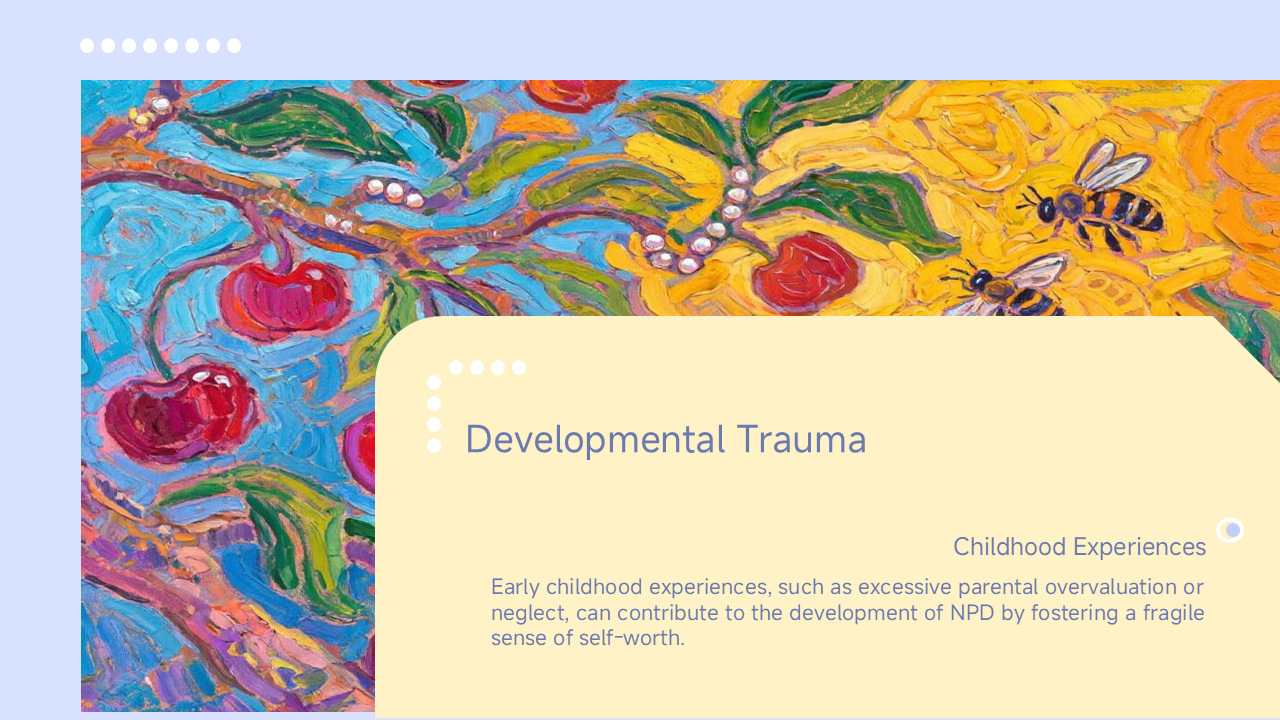 Developmental Trauma
Childhood Experiences
Early childhood experiences, such as excessive parental overvaluation or
neglect, can contribute to the development of NPD by fostering a fragile
sense of self-worth.